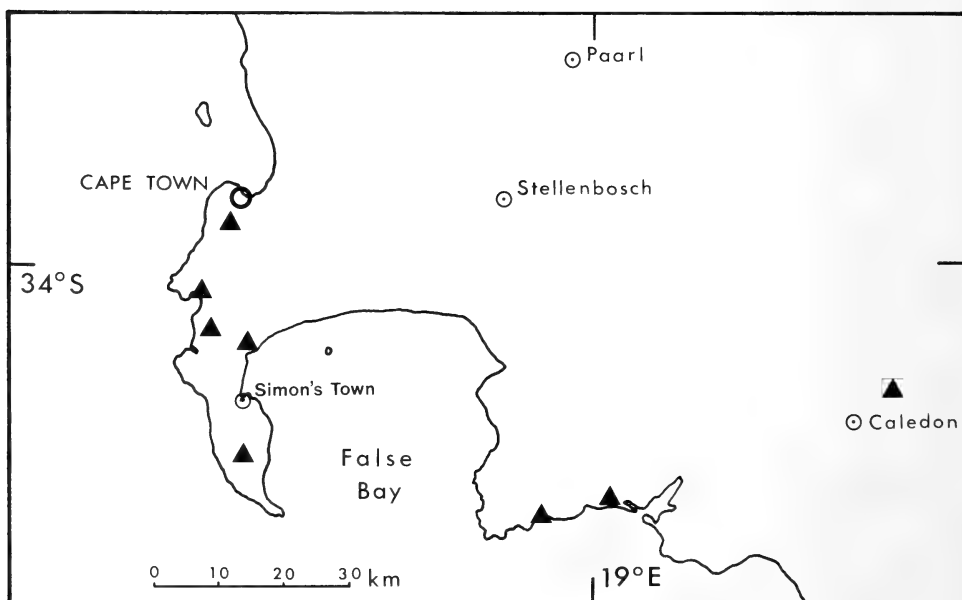 Paarl
CAPE TOWN
Stellenbosch
34°S
Simon's Town
Caledon
False
Bay
0 10 20 30 km
19°E